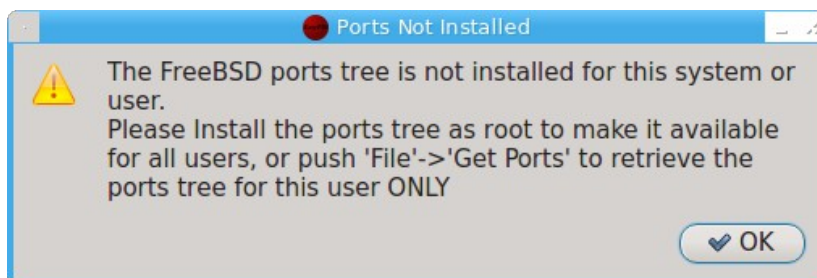 Ports Not Installed
The FreeBSD ports tree is not installed for this system or
user.
Please Install the ports tree as root to make it available
for all users, or push 'File'->'Get Ports' to retrieve the
ports tree for this user ONLY
OK